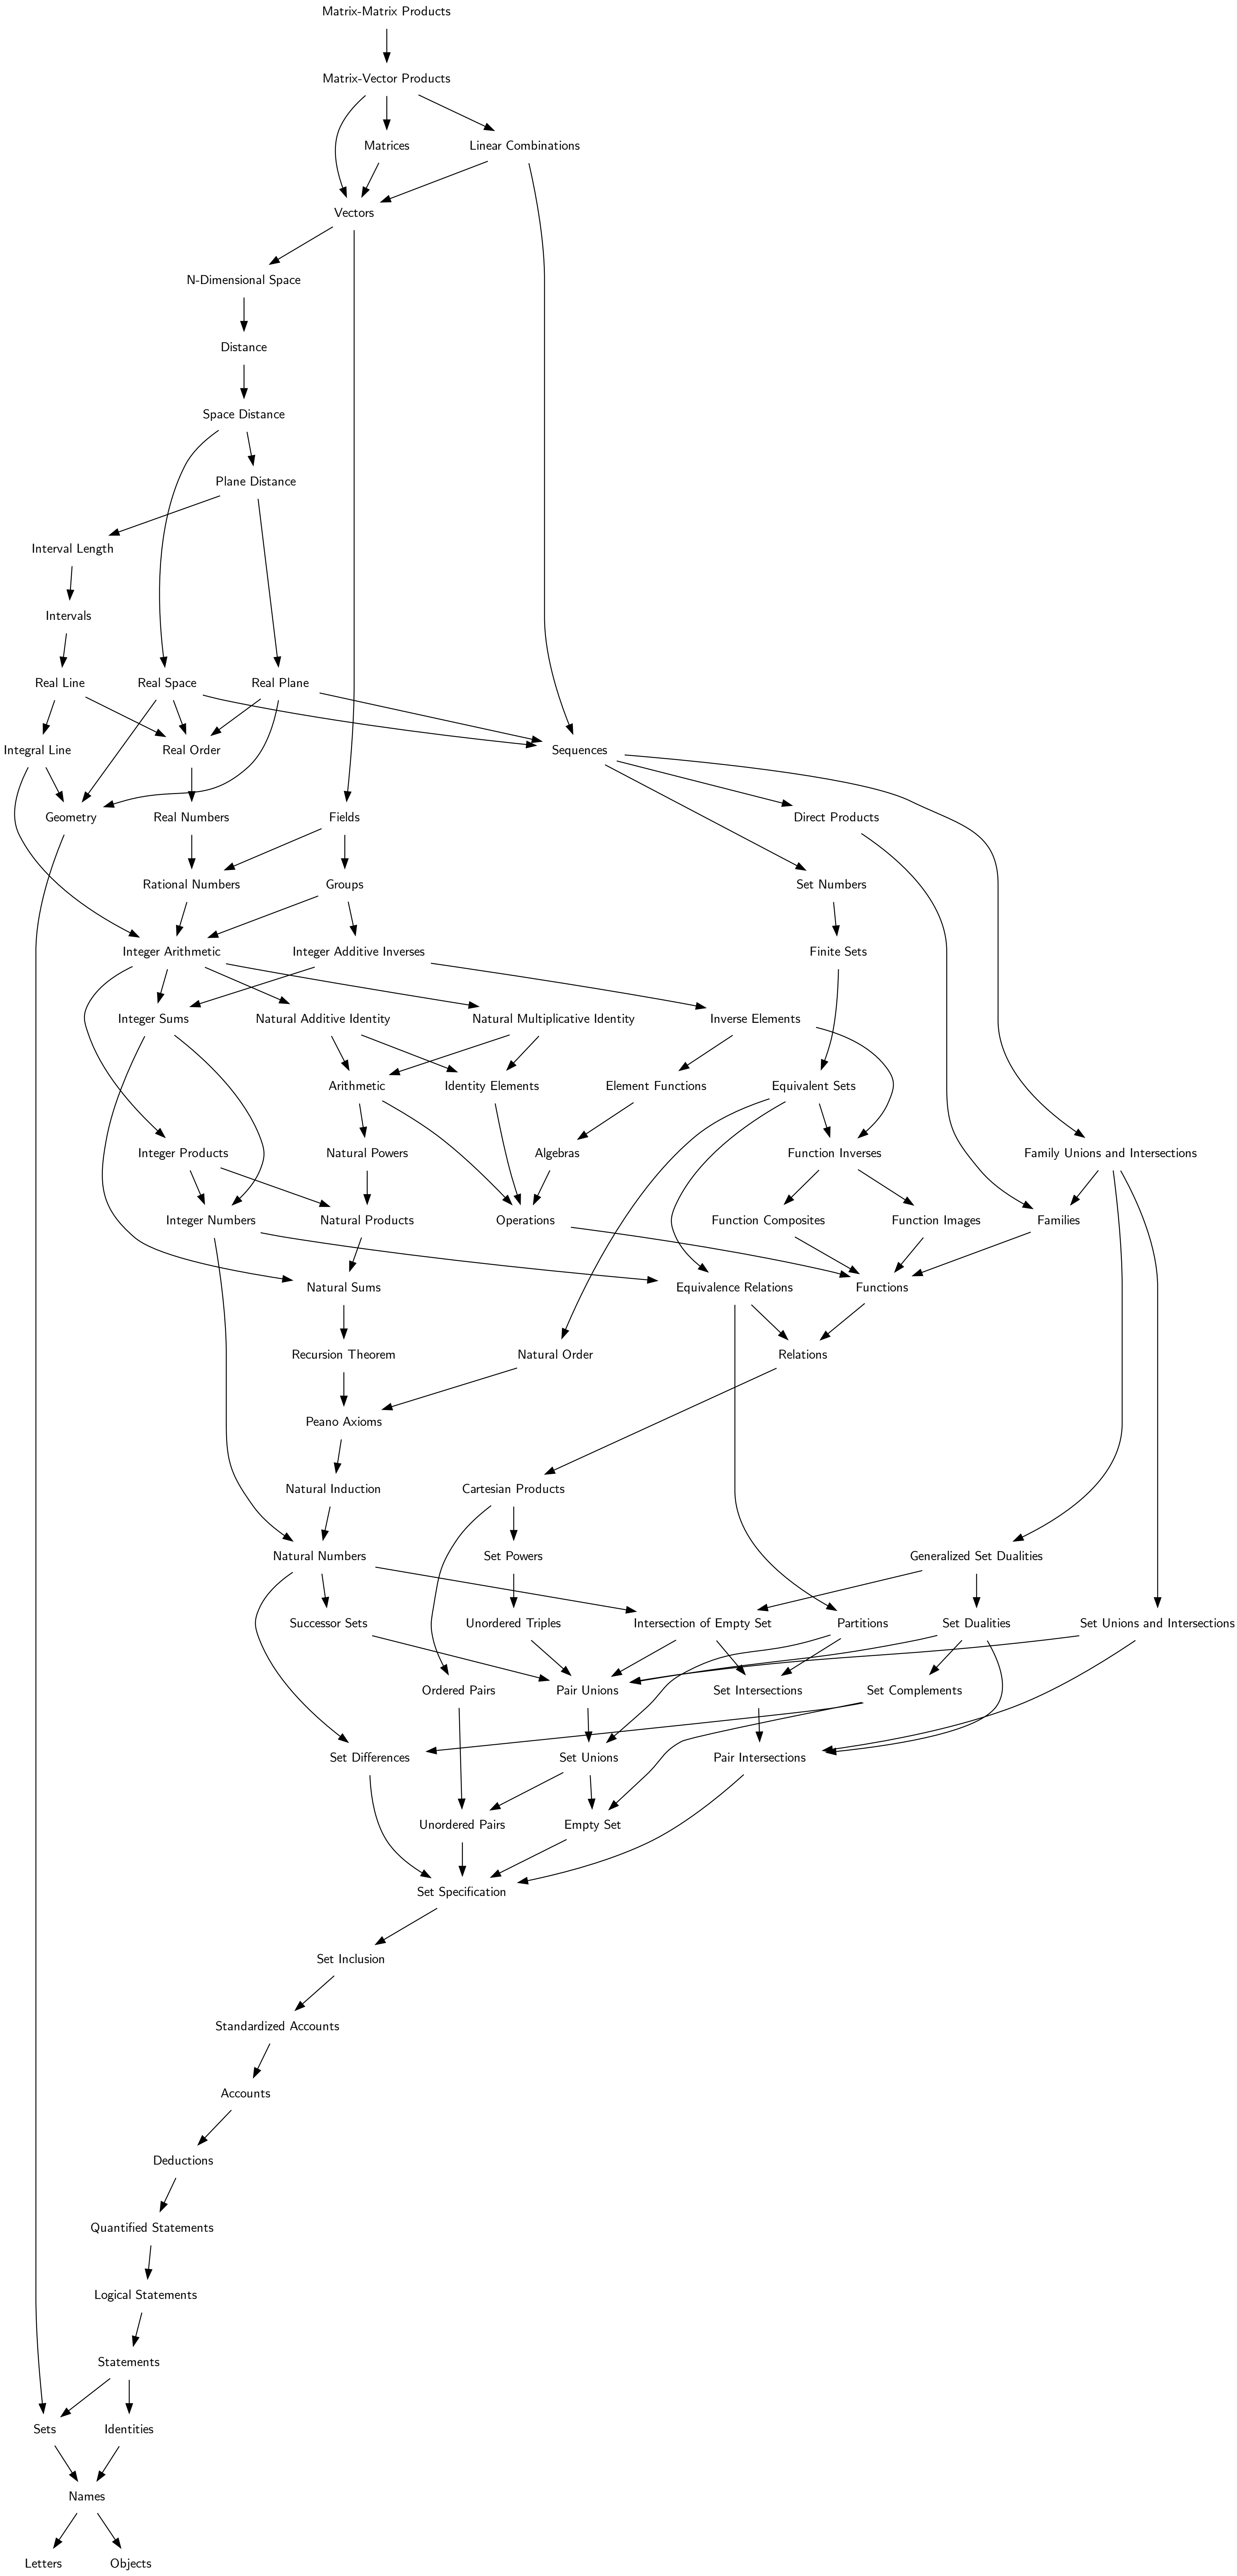 Matrix-Matrix Products
Matrix-Vector Products
Matrices
Linear Combinations
Vectors
N-Dimensional Space
Distance
Space Distance
Plane Distance
Interval Length
Intervals
Real Line
Real Space
Real Plane
Integral Line
Real Order
Sequences
Geometry
Real Numbers
Fields
Direct Products
Rational Numbers
Groups
Set Numbers
Integer Arithmetic
Integer Additive Inverses
Finite Sets
Integer Sums
Natural Additive Identity
Natural Multiplicative Identity
Inverse Elements
Arithmetic
Identity Elements
Element Functions
Equivalent Sets
Integer Products
Natural Powers
Algebras
Function Inverses
Family Unions and Intersections
Integer Numbers
Natural Products
Operations
Function Composites
Function Images
Families
Natural Sums
Equivalence Relations
Functions
Recursion Theorem
Natural Order
Relations
Peano Axioms
Natural Induction
Cartesian Products
Natural Numbers
Set Powers
Generalized Set Dualities
Successor Sets
Unordered Triples
Intersection of Empty Set
Partitions
Set Dualities
Set Unions and Intersections
Ordered Pairs
Pair Unions
Set Intersections
Set Complements
Set Differences
Set Unions
Pair Intersections
Unordered Pairs
Empty Set
Set Specification
Set Inclusion
Standardized Accounts
Accounts
Deductions
Quantified Statements
Logical Statements
Statements
Sets
Identities
Names
Letters
Objects